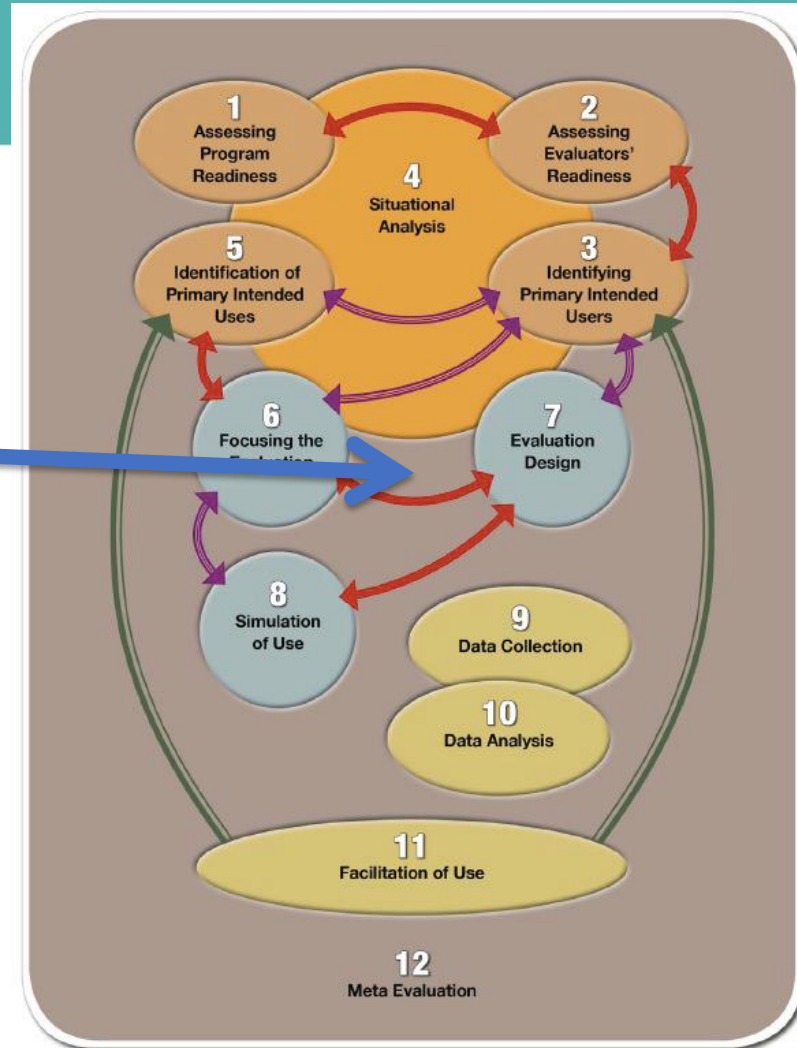 1
Assessing
Program
Readiness
2
Assessing
Evaluators'
Readiness
4
Situational
Analysis
5
Identification of
Primary Intended
Uses
3
Identifying
Primary Intended
Users
6
Focusing the
7
Evaluation
Design
8
Simulation
of Use
9
Data Collection
10
Data Analysis
11
Facilitation of Use
12
Meta Evaluation